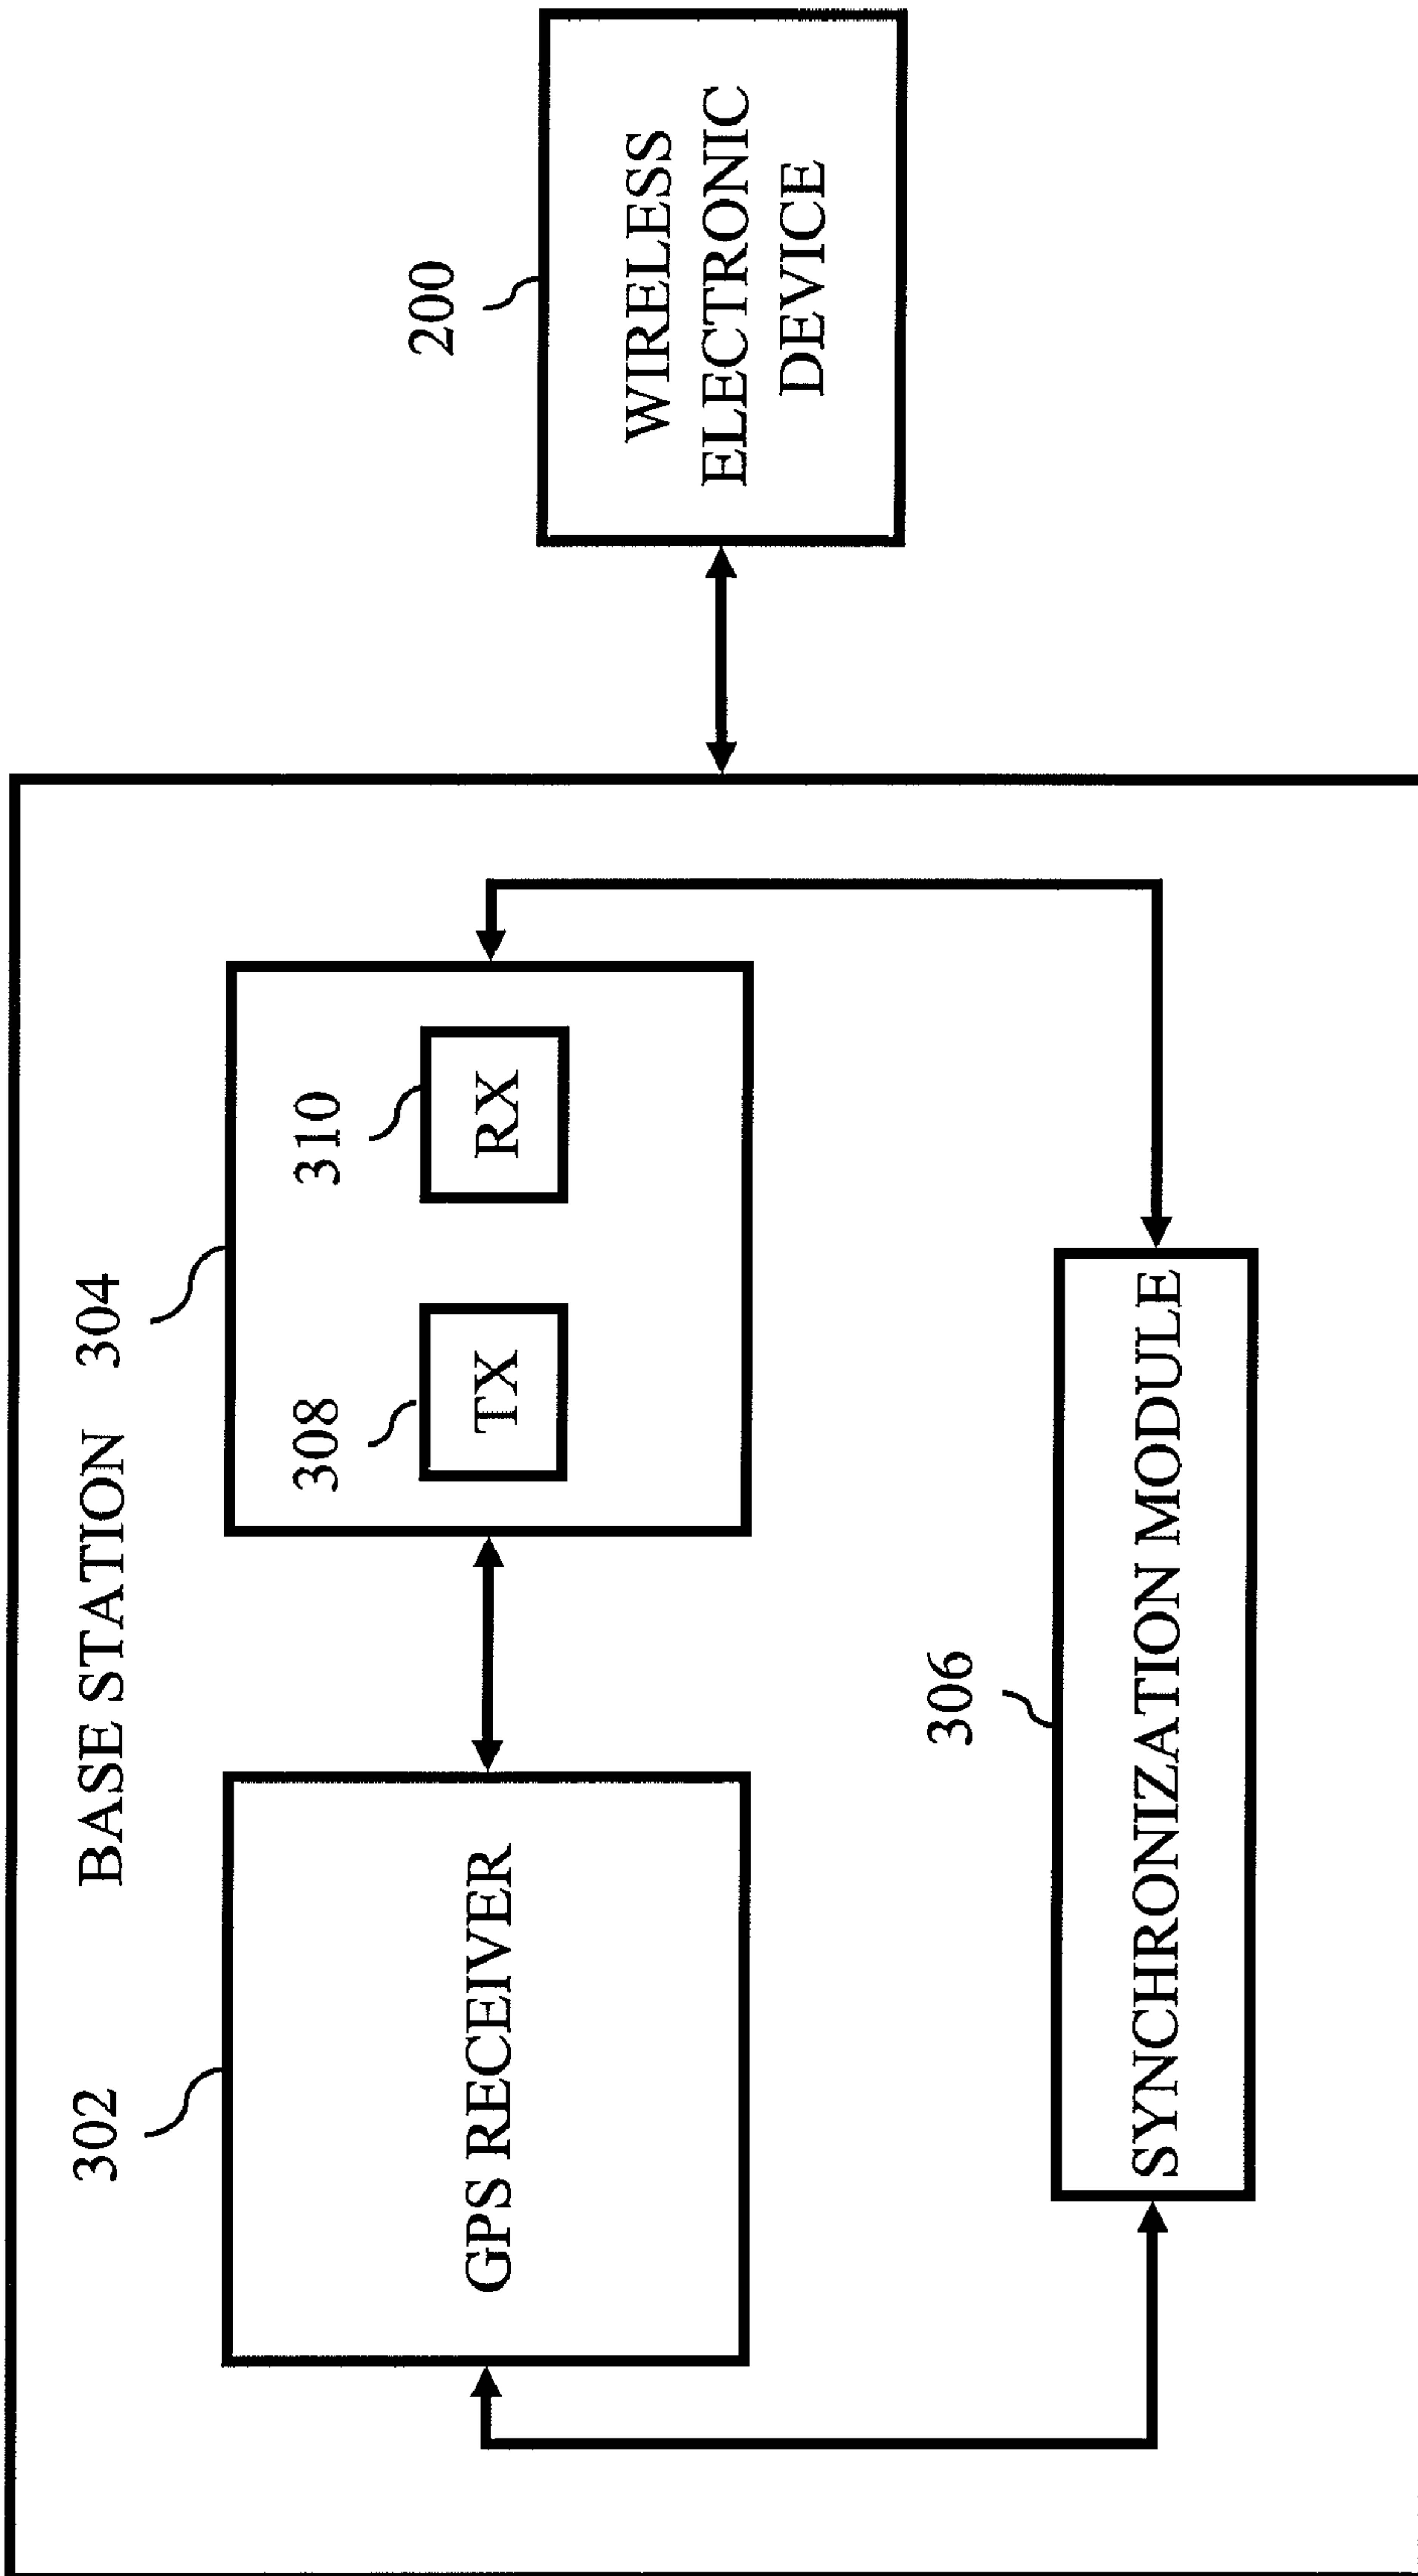 BASE STATION
302
304
GPS RECEIVER
308
TX
310
RX
306
SYNCHRONIZATION MODULE
200
WIRELESS
ELECTRONIC
DEVICE